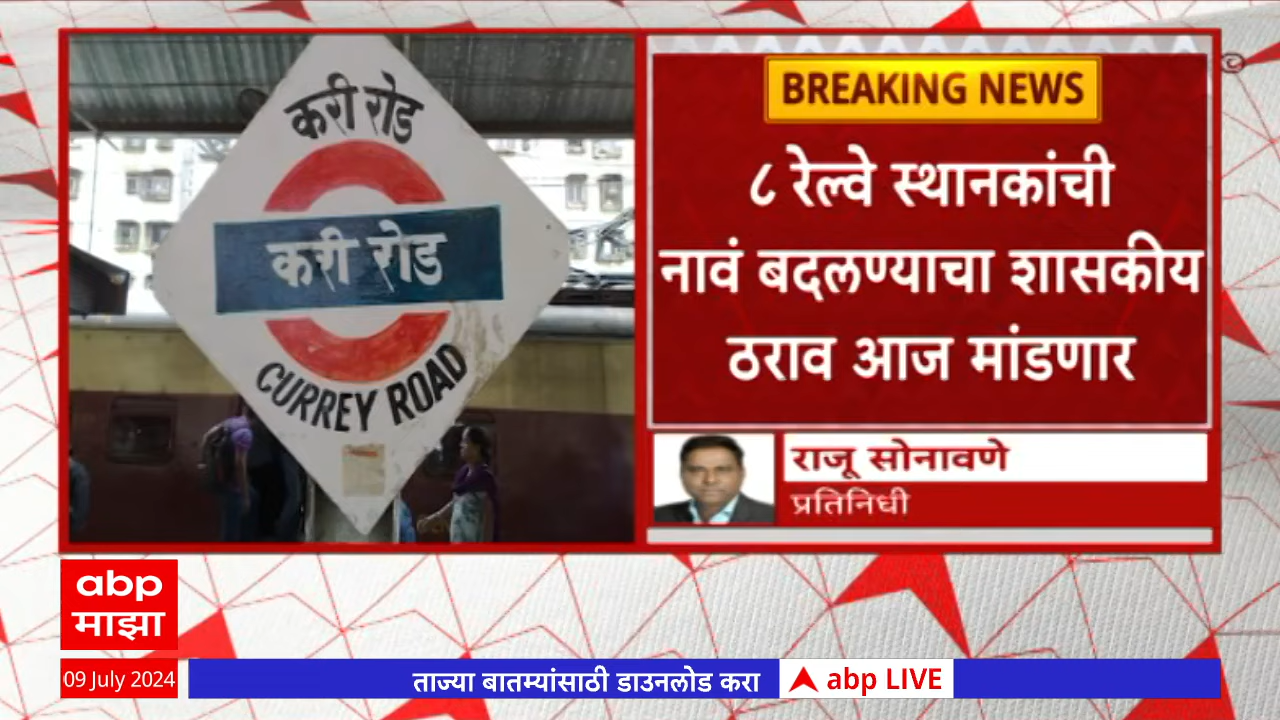 करी रोड
करी रोड
CURREY ROAD
BREAKING NEWS
८ रेल्वे स्थानकांची
नावं बदलण्याचा शासकीय
ठराव आज मांडणार
राजू सोनावणे
प्रतिनिधी
abp
माझा
09 July 2024
ताज्या बातम्यांसाठी डाउनलोड करा
abp LIVE